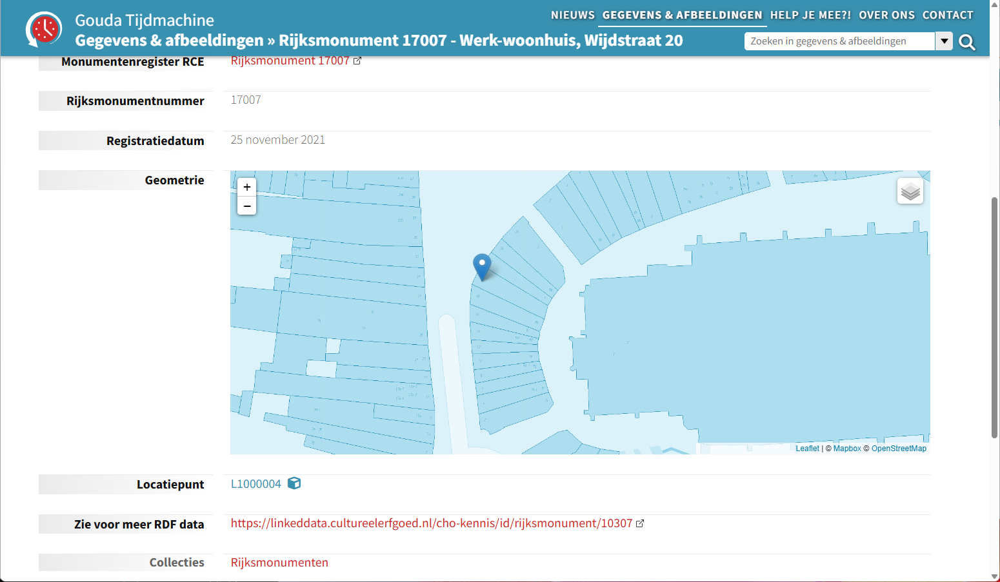 Gouda Tijdmachine
Gegevens & afbeeldingen » Rijksmonument 17007 - Werk-woonhuis, Wijdstraat 20
NIEUWS GEGEVENS & AFBEELDINGEN HELP JE MEE?! OVER ONS CONTACT
Zoeken in gegevens & afbeeldingen
Monumentenregister RCE Rijksmonument 17007
Rijksmonumentnummer 17007
Registratiedatum 25 november 2021
Geometrie
+
−
Leaflet | © Mapbox © OpenStreetMap
Locatiepunt L1000004
Zie voor meer RDF data https://linkeddata.cultureelerfgoed.nl/cho-kennis/id/rijksmonument/10307
Collecties Rijksmonumenten